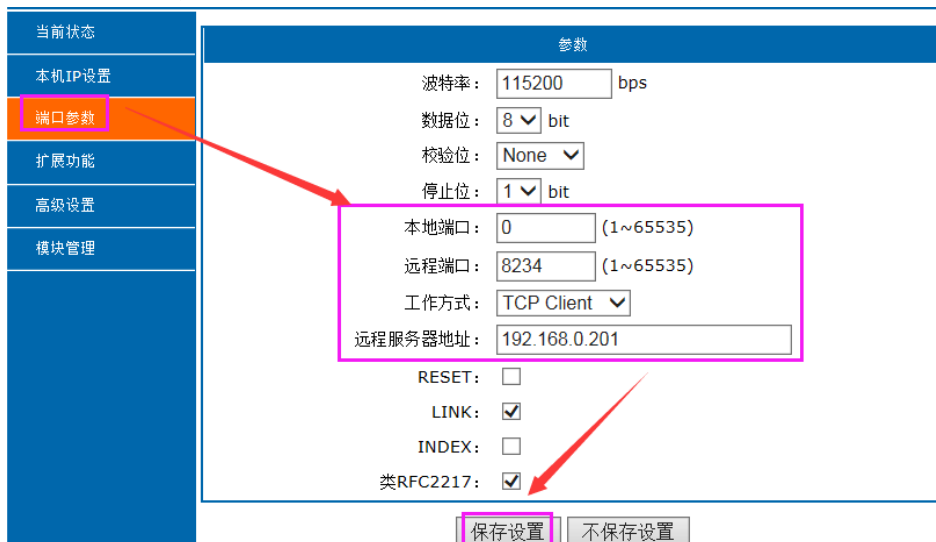 当前状态
本机IP设置
端口参数
扩展功能
高级设置
模块管理
参数
波特率： 115200 bps
数据位： 8 bit
校验位： None
停止位： 1 bit
本地端口： 0 (1~65535)
远程端口： 8234 (1~65535)
工作方式： TCP Client
远程服务器地址： 192.168.0.201
RESET：
LINK：
INDEX：
类RFC2217：
保存设置 不保存设置